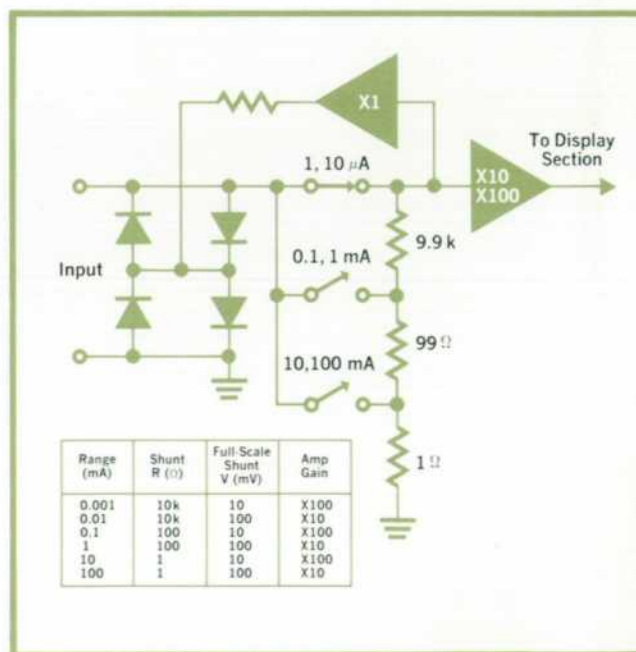 X1
To Display
Section
1, 10 μA
X10
X100
9.9 k
0.1, 1 mA
Input
99 Ω
10,100 mA
1 Ω
Range
(mA)
Shunt
R (Ω)
Full-Scale
Shunt
V (mV)
Amp
Gain
0.001 10k 10 X100
0.01 10k 100 X10
0.1 100 10 X100
1 100 100 X10
10 1 10 X100
100 1 100 X10